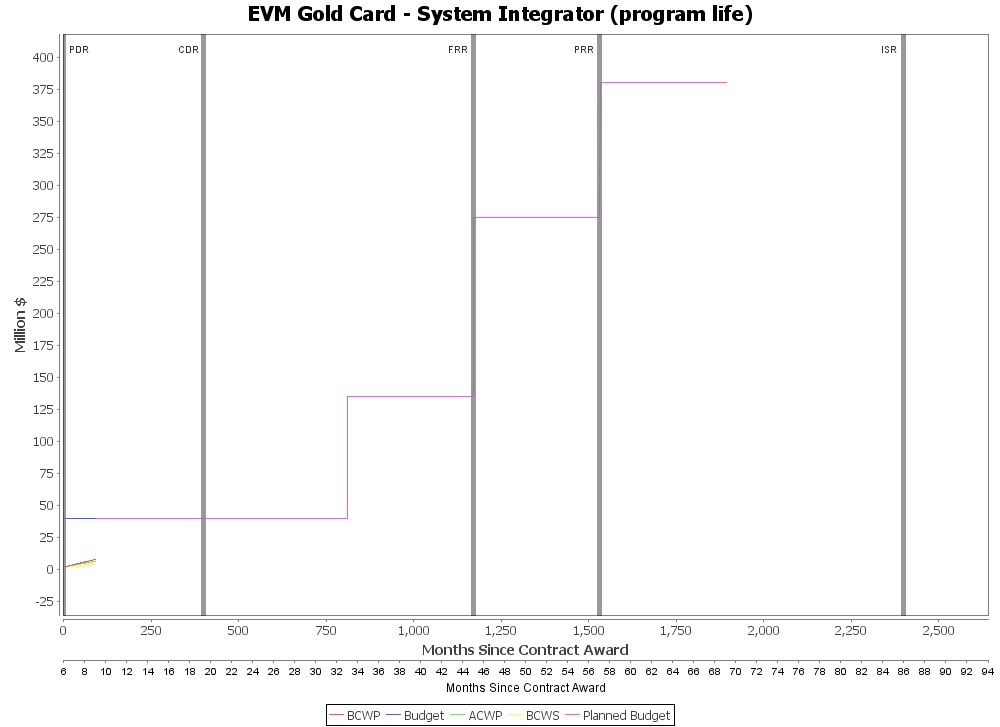 EVM Gold Card - System Integrator (program life)
PDR CDR FRR PRR ISR
400
375
350
325
300
275
250
225
200
175
150
125
100
75
50
25
0
-25
Million $
0 250 500 750 1,000 1,250 1,500 1,750 2,000 2,250 2,500
Months Since Contract Award
6 8 10 12 14 16 18 20 22 24 26 28 30 32 34 36 38 40 42 44 46 48 50 52 54 56 58 60 62 64 66 68 70 72 74 76 78 80 82 84 86 88 90 92 94
Months Since Contract Award
BCWP Budget ACWP BCWS Planned Budget